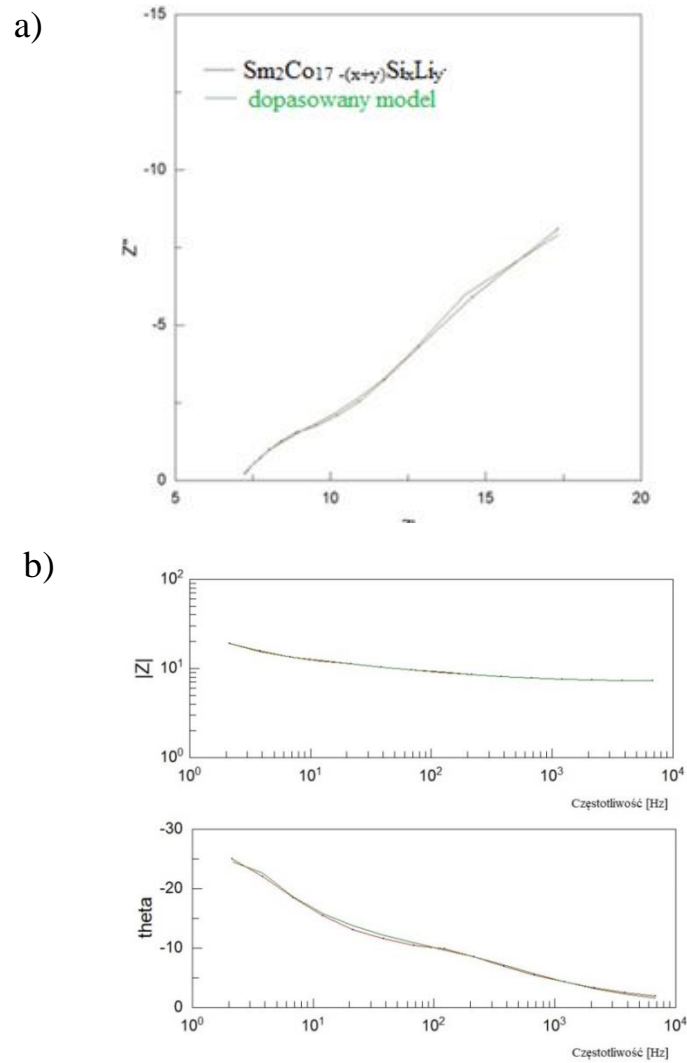 a)
-15
Sm₂Co₁₇ -(x+y)SiₓLiy
dopasowany model
-10
Z"
-5
0
5
10
15
20
b)
10²
|Z|
10¹
10⁰
10⁰
10¹
10²
10³
10⁴
Częstotliwość [Hz]
-30
-20
theta
-10
0
10⁰
10¹
10²
10³
10⁴
Częstotliwość [Hz]